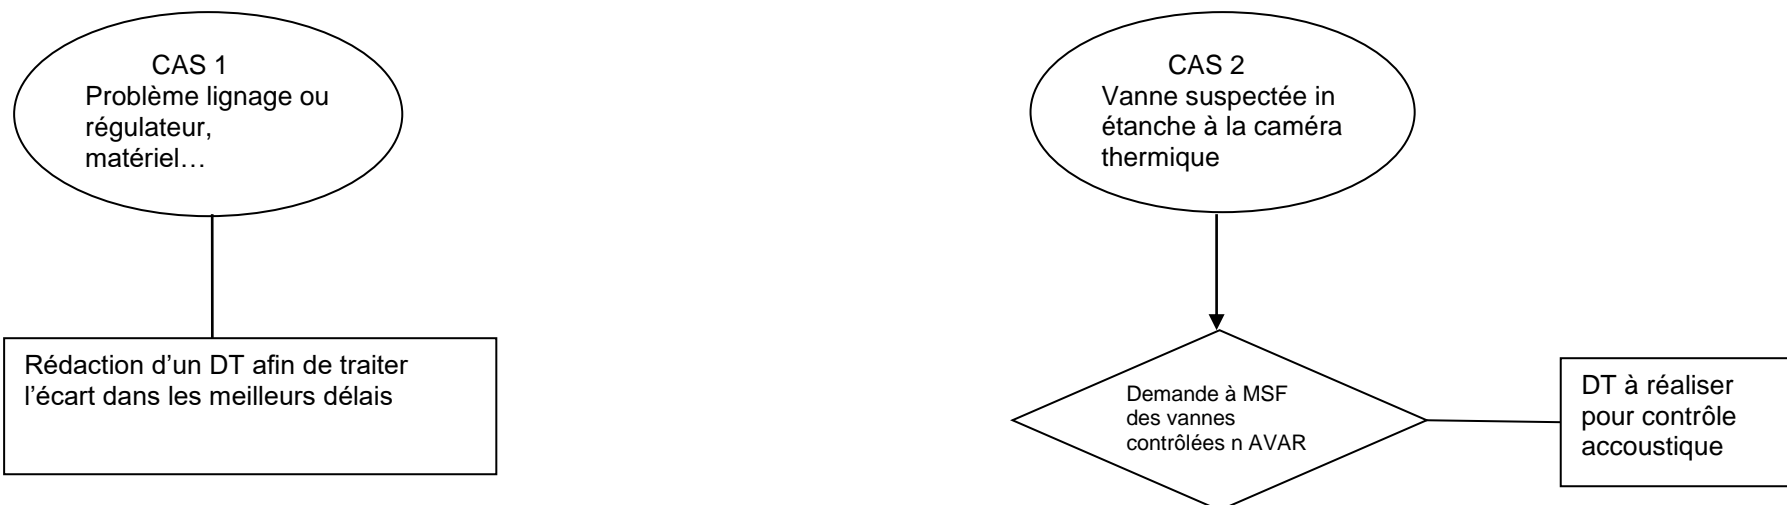 CAS 1
Problème lignage ou
régulateur,
matériel…
CAS 2
Vanne suspectée in
étanche à la caméra
thermique
Rédaction d’un DT afin de traiter
l’écart dans les meilleurs délais
Demande à MSF
des vannes
contrôlées n AVAR
DT à réaliser
pour contrôle
accoustique